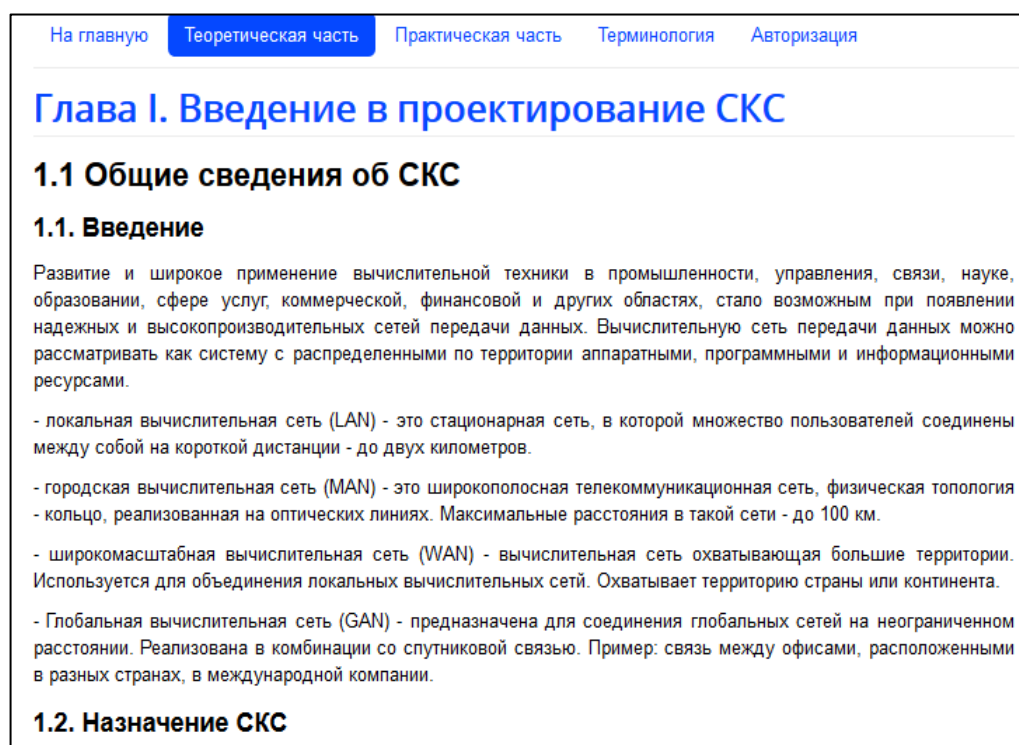 На главную Теоретическая часть Практическая часть Терминология Авторизация
Глава I. Введение в проектирование СКС
1.1 Общие сведения об СКС
1.1. Введение
Развитие и широкое применение вычислительной техники в промышленности, управления, связи, науке,
образовании, сфере услуг, коммерческой, финансовой и других областях, стало возможным при появлении
надежных и высокопроизводительных сетей передачи данных. Вычислительную сеть передачи данных можно
рассматривать как систему с распределенными по территории аппаратными, программными и информационными
ресурсами.
- локальная вычислительная сеть (LAN) - это стационарная сеть, в которой множество пользователей соединены
между собой на короткой дистанции - до двух километров.
- городская вычислительная сеть (MAN) - это широкополосная телекоммуникационная сеть, физическая топология
- кольцо, реализованная на оптических линиях. Максимальные расстояния в такой сети - до 100 км.
- широкомасштабная вычислительная сеть (WAN) - вычислительная сеть охватывающая большие территории.
Используется для объединения локальных вычислительных сетй. Охватывает территорию страны или континента.
- Глобальная вычислительная сеть (GAN) - предназначена для соединения глобальных сетей на неограниченном
расстоянии. Реализована в комбинации со спутниковой связью. Пример: связь между офисами, расположенными
в разных странах, в международной компании.
1.2. Назначение СКС